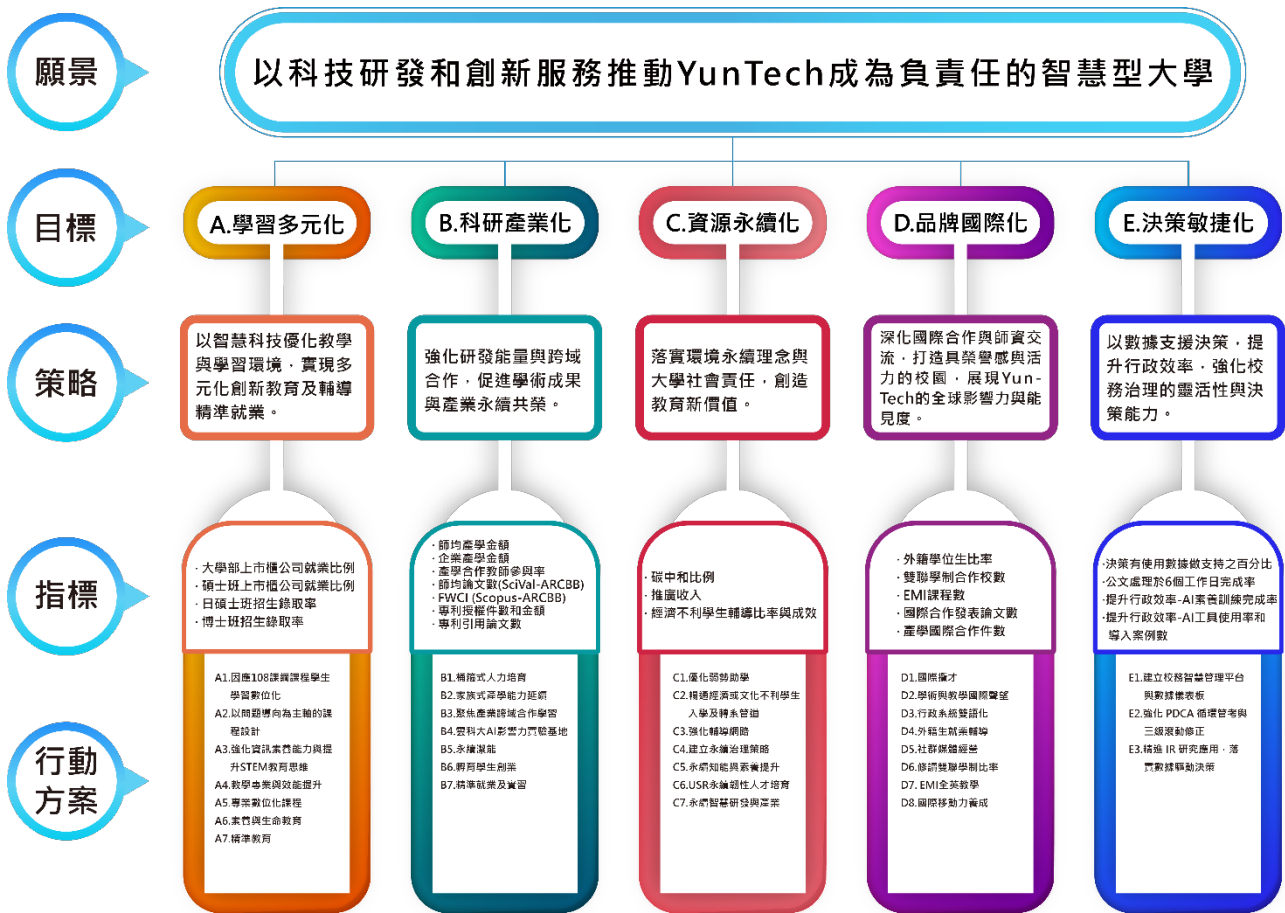 願景
以科技研發和創新服務推動YunTech成為負責任的智慧型大學
目標
A.學習多元化
B.科研產業化
C.資源永續化
D.品牌國際化
E.決策敏捷化
策略
以智慧科技優化教學
與學習環境，實現多
元化創新教育及輔導
精準就業。
強化研發能量與跨域
合作，促進學術成果
與產業永續共榮。
落實環境永續理念與
大學社會責任，創造
教育新價值。
深化國際合作與師資交
流，打造具榮譽感與活
力的校園，展現Yun-
Tech的全球影響力與能
見度。
以數據支援決策，提
升行政效率，強化校
務治理的靈活性與決
策能力。
指標
· 大學部上市櫃公司就業比例
· 碩士班上市櫃公司就業比例
· 日碩士班招生錄取率
· 博士班招生錄取率
· 師均產學金額
· 企業產學金額
· 產學合作教師參與率
· 師均論文數(SciVal-ARCBB)
· FWCI (Scopus-ARCBB)
· 專利授權件數和金額
· 專利引用論文數
· 碳中和比例
· 推廣收入
· 經濟不利學生輔導比率與成效
· 外籍學位生比率
· 雙聯學制合作校數
· EMI課程數
· 國際合作發表論文數
· 產學國際合作件數
· 決策有使用數據做支持之百分比
· 公文處理於6個工作日完成率
· 提升行政效率-AI素養訓練完成率
· 提升行政效率-AI工具使用率和
導入案例數
行動
方案
A1.因應108課綱課程學生
學習數位化
A2.以問題導向為主軸的課
程設計
A3.強化資訊素養能力與提
升STEM教育思維
A4.教學專業與效能提升
A5.專業數位化課程
A6.素養與生命教育
A7.精準教育
B1.桶箍式人力培育
B2.家族式產學能力延續
B3.聚焦產業跨域合作學習
B4.雲科大AI影響力實驗基地
B5.永續潔能
B6.孵育學生創業
B7.精準就業及實習
C1.優化弱勢助學
C2.暢通經濟或文化不利學生
入學及轉系管道
C3.強化輔導網路
C4.建立永續治理策略
C5.永續知能與素養提升
C6.USR永續韌性人才培育
C7.永續智慧研發與產業
D1.國際攬才
D2.學術與教學國際聲望
D3.行政系統雙語化
D4.外籍生就業輔導
D5.社群媒體經營
D6.修讀雙聯學制比率
D7. EMI全英教學
D8.國際移動力養成
E1.建立校務智慧管理平台
與數據儀表板
E2.強化 PDCA 循環管考與
三級滾動修正
E3.精進 IR 研究應用，落
實數據驅動決策